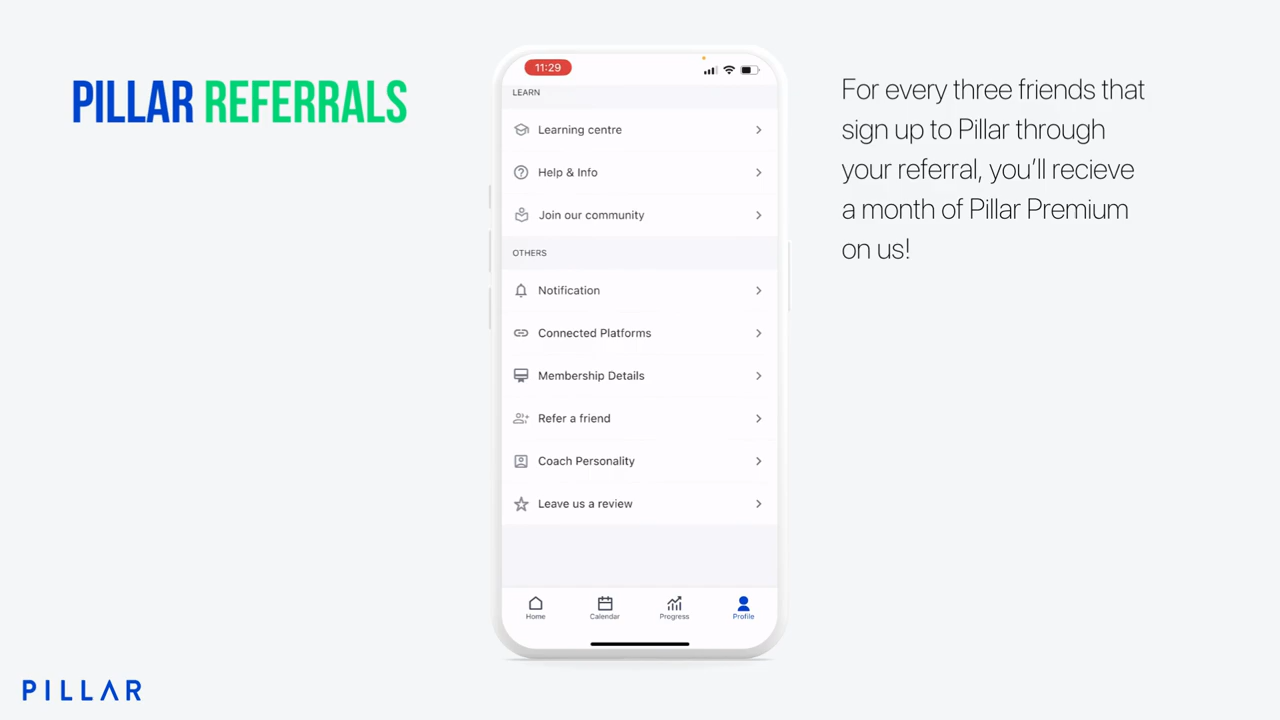 PILLAR REFERRALS
11:29
LEARN
Learning centre
Help & Info
Join our community
OTHERS
Notification
Connected Platforms
Membership Details
Refer a friend
Coach Personality
Leave us a review
Home
Calendar
Progress
Profile
For every three friends that
sign up to Pillar through
your referral, you’ll recieve
a month of Pillar Premium
on us!
PILLAR